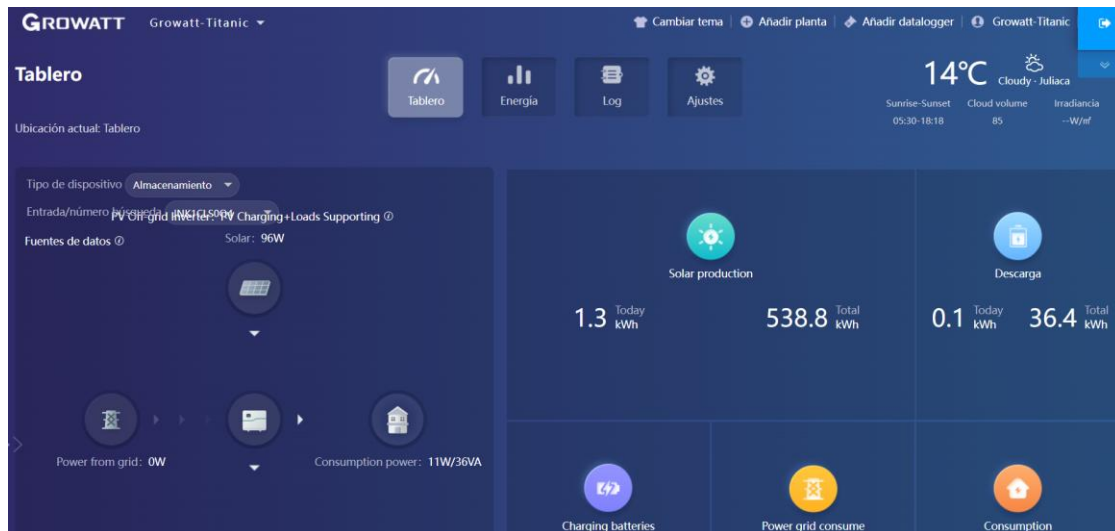 GROWATT Growatt-Titanic Cambiar tema Añadir planta Añadir datalogger Growatt-Titanic
Tablero
Tablero Energía Log Ajustes
14℃ Cloudy - Juliaca
Sunrise-Sunset Cloud volume Irradiancia
05:30-18:18 85 --W/㎡
Ubicación actual: Tablero
Tipo de dispositivo Almacenamiento
Entrada/número búsqueda
PV Off-grid Inverter: PV Charging+Loads Supporting
Fuentes de datos
Solar: 96W
Power from grid: 0W
Consumption power: 11W/36VA
Solar production
1.3 Today kWh 538.8 Total kWh
Descarga
0.1 Today kWh 36.4 Total kWh
Charging batteries
Power grid consume
Consumption